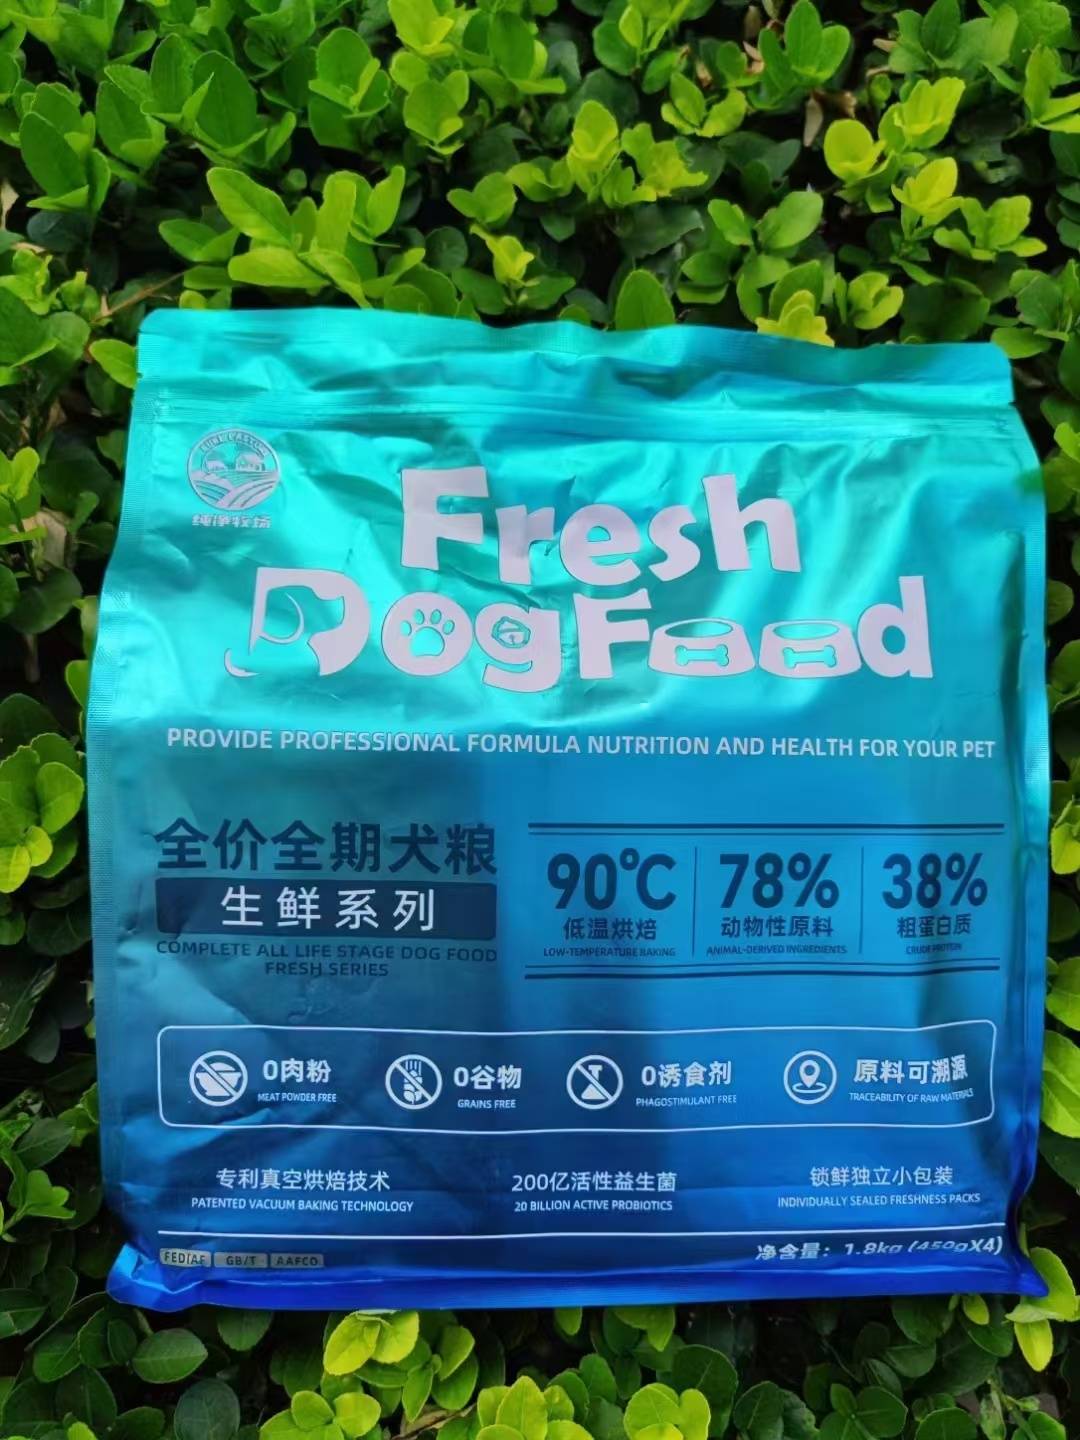 Fresh
DogFood
PROVIDE PROFESSIONAL FORMULA NUTRITION AND HEALTH FOR YOUR PET
全价全期犬粮
生鲜系列
COMPLETE ALL LIFE STAGE DOG FOOD
FRESH SERIES
90℃
低温烘焙
LOW-TEMPERATURE BAKING
78%
动物性原料
ANIMAL-DERIVED INGREDIENTS
38%
粗蛋白质
CRUDE PROTEIN
0肉粉
MEAT POWDER FREE
0谷物
GRAINS FREE
0诱食剂
PHAGOSTIMULANT FREE
原料可溯源
TRACEABILITY OF RAW MATERIALS
专利真空烘焙技术
PATENTED VACUUM BAKING TECHNOLOGY
200亿活性益生菌
20 BILLION ACTIVE PROBIOTICS
锁鲜独立小包装
INDIVIDUALLY SEALED FRESHNESS PACKS
FEDIAF GB/T AAFCO
净含量：1.8kg (450gX4)